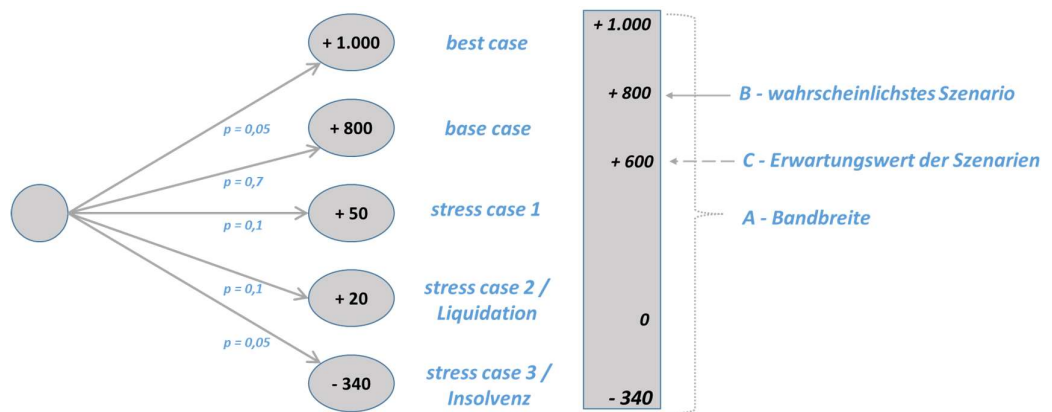 + 1.000
best case
p = 0,05
+ 800
base case
p = 0,7
+ 50
stress case 1
p = 0,1
+ 20
stress case 2 /
Liquidation
p = 0,1
- 340
stress case 3 /
Insolvenz
p = 0,05
+ 1.000
+ 800
B - wahrscheinlichstes Szenario
+ 600
C - Erwartungswert der Szenarien
A - Bandbreite
0
- 340